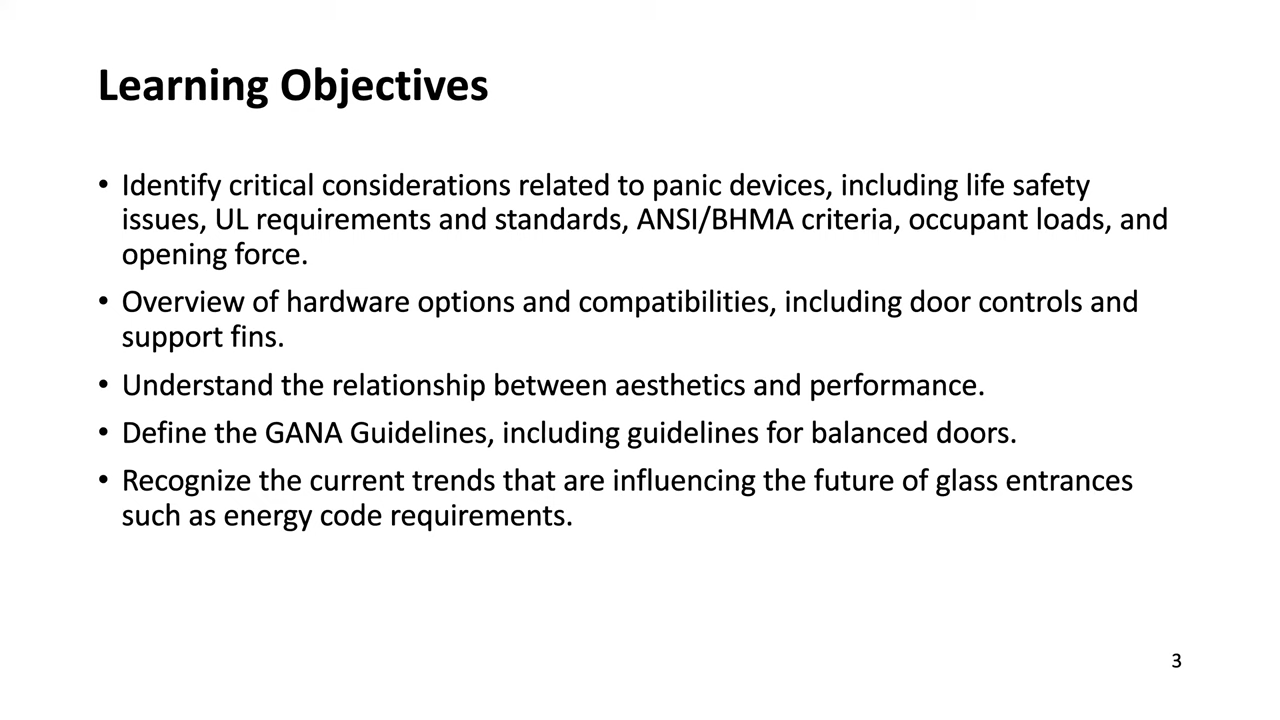 Learning Objectives
• Identify critical considerations related to panic devices, including life safety
issues, UL requirements and standards, ANSI/BHMA criteria, occupant loads, and
opening force.
• Overview of hardware options and compatibilities, including door controls and
support fins.
• Understand the relationship between aesthetics and performance.
• Define the GANA Guidelines, including guidelines for balanced doors.
• Recognize the current trends that are influencing the future of glass entrances
such as energy code requirements.
3